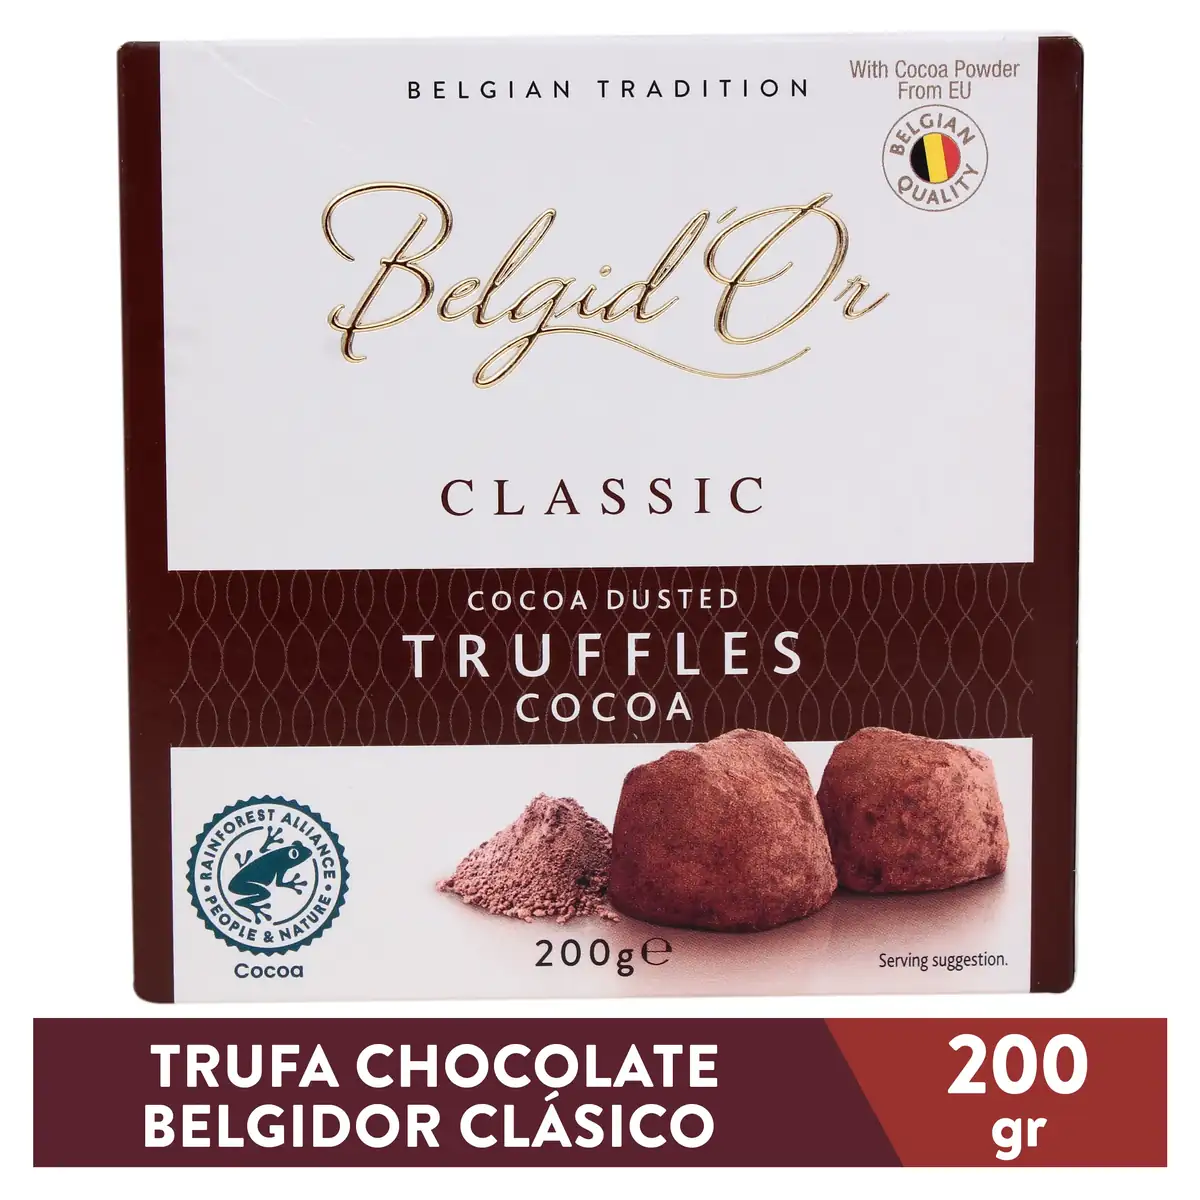 BELGIAN TRADITION
With Cocoa Powder
From EU
BELGIAN
QUALITY
Belgid'Or
CLASSIC
COCOA DUSTED
TRUFFLES
COCOA
RAINFOREST ALLIANCE
PEOPLE & NATURE
Cocoa
200g℮
Serving suggestion.
TRUFA CHOCOLATE
BELGIDOR CLÁSICO
200
gr